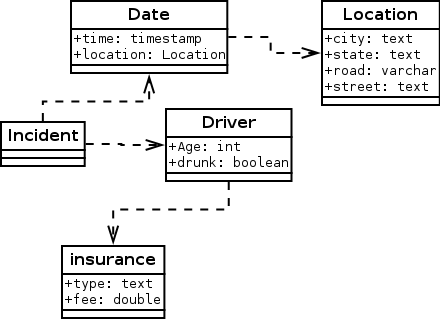 Date
+time: timestamp
+location: Location
Location
+city: text
+state: text
+road: varchar
+street: text
Incident
Driver
+Age: int
+drunk: boolean
insurance
+type: text
+fee: double